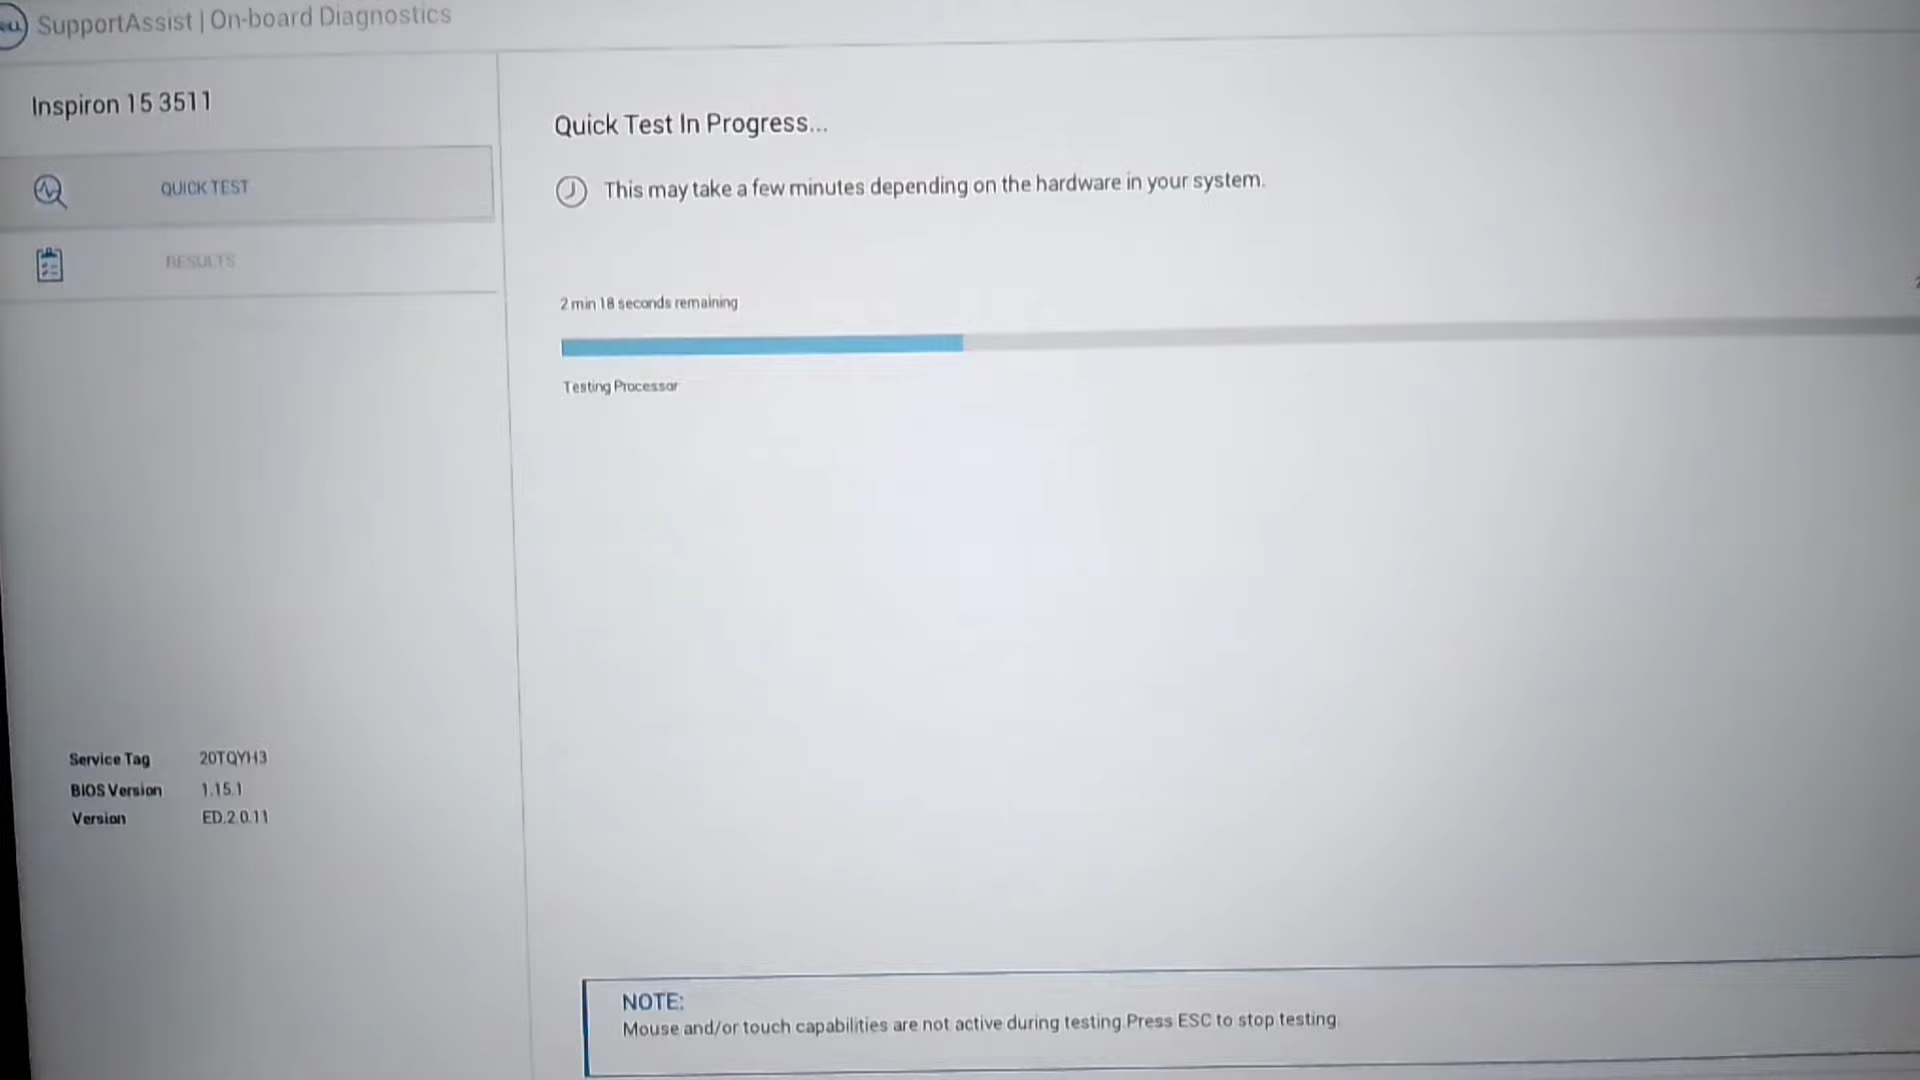 SupportAssist | On-board Diagnostics
Inspiron 15 3511
QUICK TEST
RESULTS
Quick Test In Progress...
This may take a few minutes depending on the hardware in your system.
2 min 18 seconds remaining
Testing Processor
Service Tag 20TQYH3
BIOS Version 1.15.1
Version ED.2.0.11
NOTE:
Mouse and/or touch capabilities are not active during testing.Press ESC to stop testing.